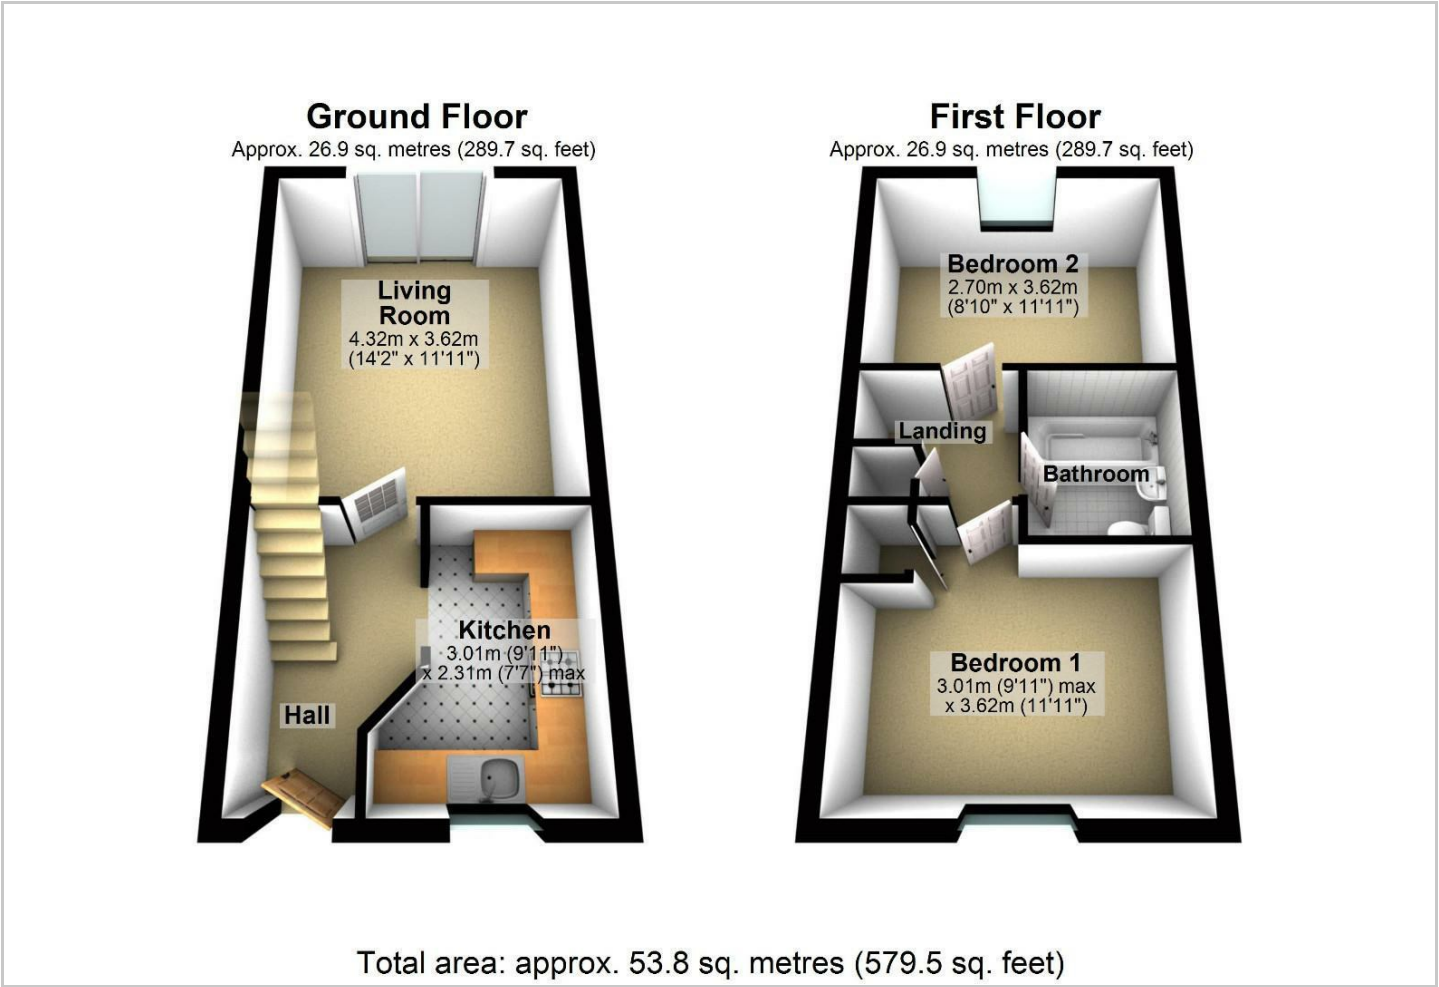 Ground Floor
Approx. 26.9 sq. metres (289.7 sq. feet)
Living
Room
4.32m x 3.62m
(14'2" x 11'11")
Kitchen
3.01m (9'11")
x 2.31m (7'7") max
Hall
First Floor
Approx. 26.9 sq. metres (289.7 sq. feet)
Bedroom 2
2.70m x 3.62m
(8'10" x 11'11")
Landing
Bathroom
Bedroom 1
3.01m (9'11") max
x 3.62m (11'11")
Total area: approx. 53.8 sq. metres (579.5 sq. feet)